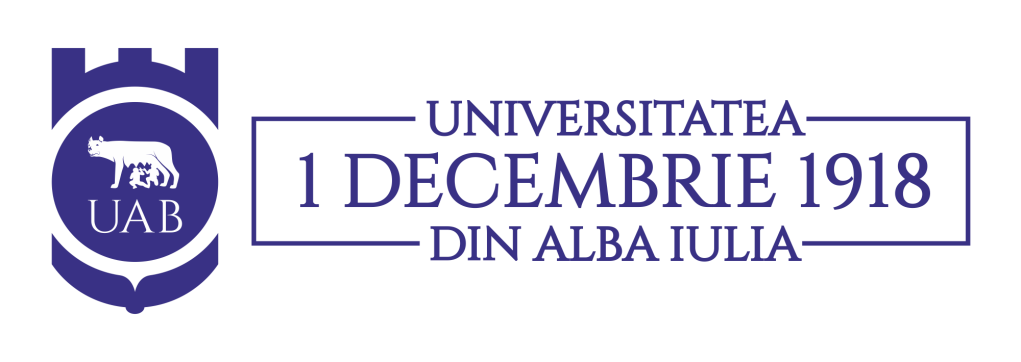 UAB
UNIVERSITATEA
1 DECEMBRIE 1918
DIN ALBA IULIA